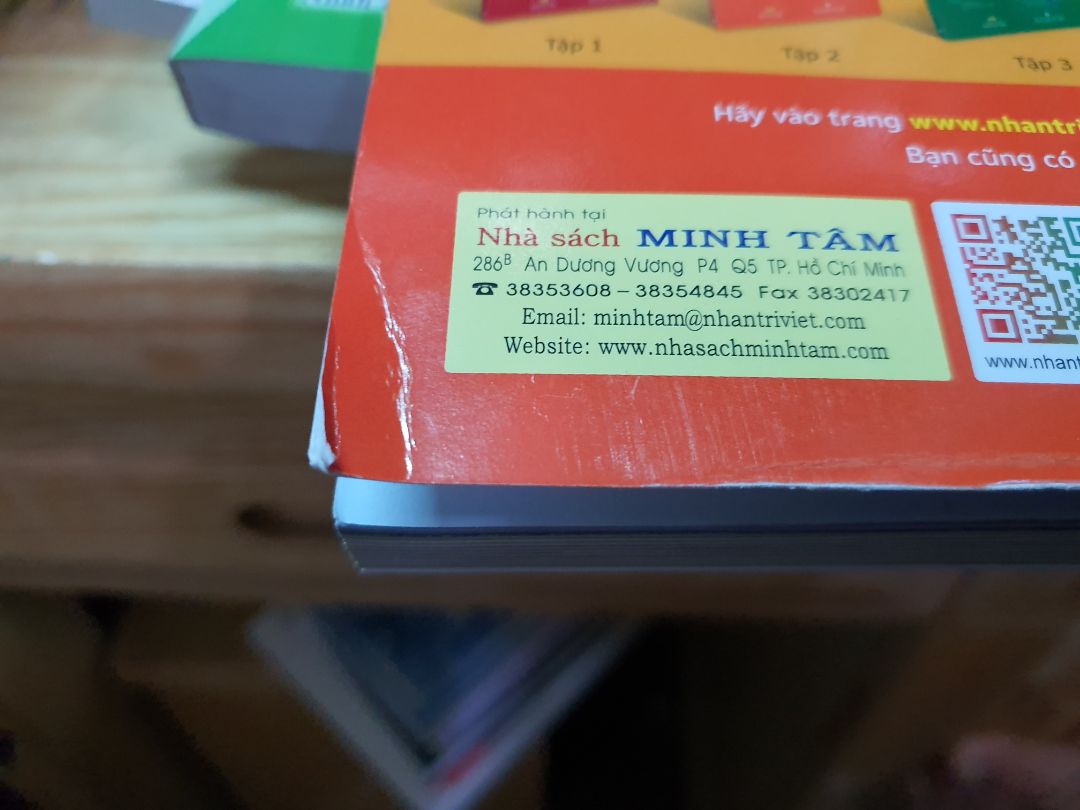 Tập 1
Tập 2
Tập 3
Hãy vào trang www.nhantri
Bạn cũng có
Phát hành tại
Nhà sách MINH TÂM
286B An Dương Vương P4 Q5 TP. Hồ Chí Minh
☎ 38353608 – 38354845 Fax 38302417
Email: minhtam@nhantriviet.com
Website: www.nhasachminhtam.com
www.nhant